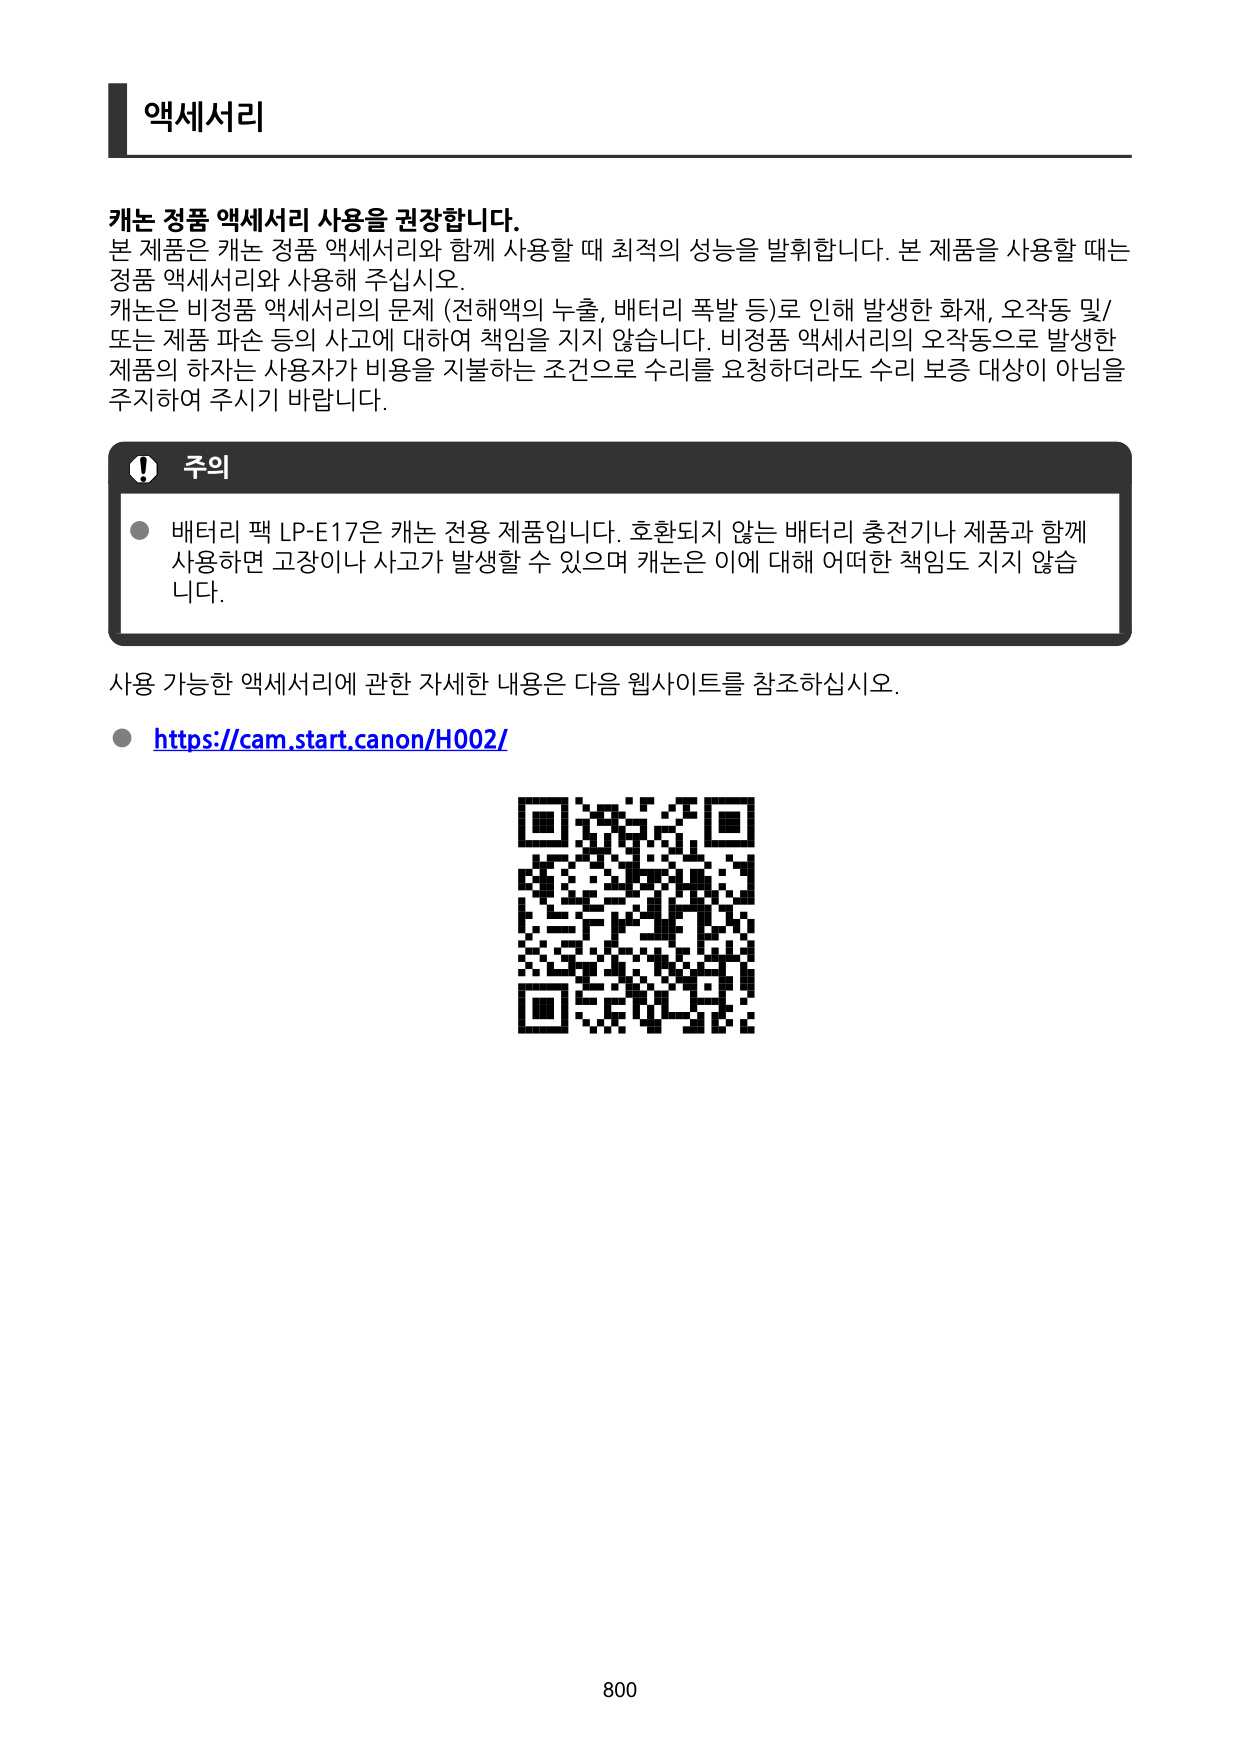 액세서리
캐논 정품 액세서리 사용을 권장합니다.
본 제품은 캐논 정품 액세서리와 함께 사용할 때 최적의 성능을 발휘합니다. 본 제품을 사용할 때는
정품 액세서리와 사용해 주십시오.
캐논은 비정품 액세서리의 문제 (전해액의 누출, 배터리 폭발 등)로 인해 발생한 화재, 오작동 및/
또는 제품 파손 등의 사고에 대하여 책임을 지지 않습니다. 비정품 액세서리의 오작동으로 발생한
제품의 하자는 사용자가 비용을 지불하는 조건으로 수리를 요청하더라도 수리 보증 대상이 아님을
주지하여 주시기 바랍니다.
주의
● 배터리 팩 LP-E17은 캐논 전용 제품입니다. 호환되지 않는 배터리 충전기나 제품과 함께
사용하면 고장이나 사고가 발생할 수 있으며 캐논은 이에 대해 어떠한 책임도 지지 않습
니다.
사용 가능한 액세서리에 관한 자세한 내용은 다음 웹사이트를 참조하십시오.
● https://cam.start.canon/H002/
800